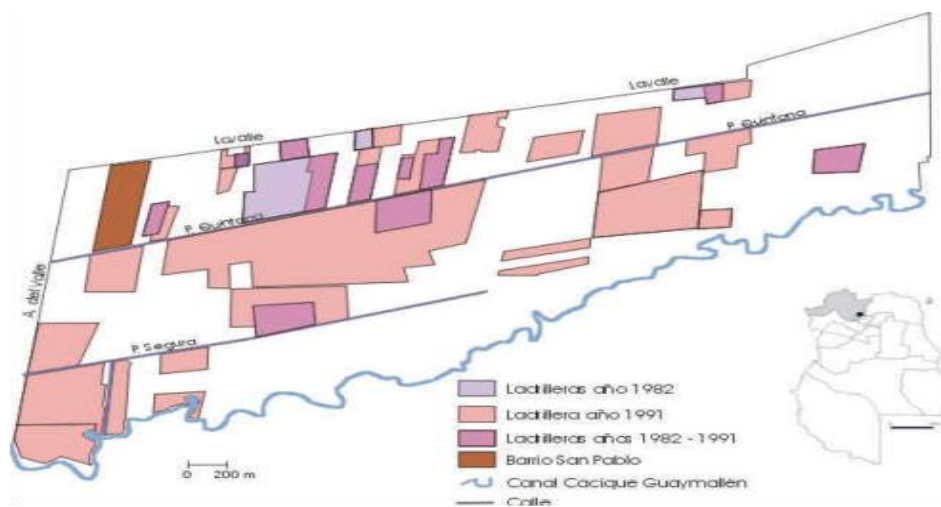 Lavalle
Lavalle
P. Quintana
P. Quintana
A. del Valle
P. Segura
Ladrilleras año 1982
Ladrillera año 1991
Ladrilleras años 1982 - 1991
Barrio San Pablo
Canal Cacique Guaymallén
Calle
0 200 m